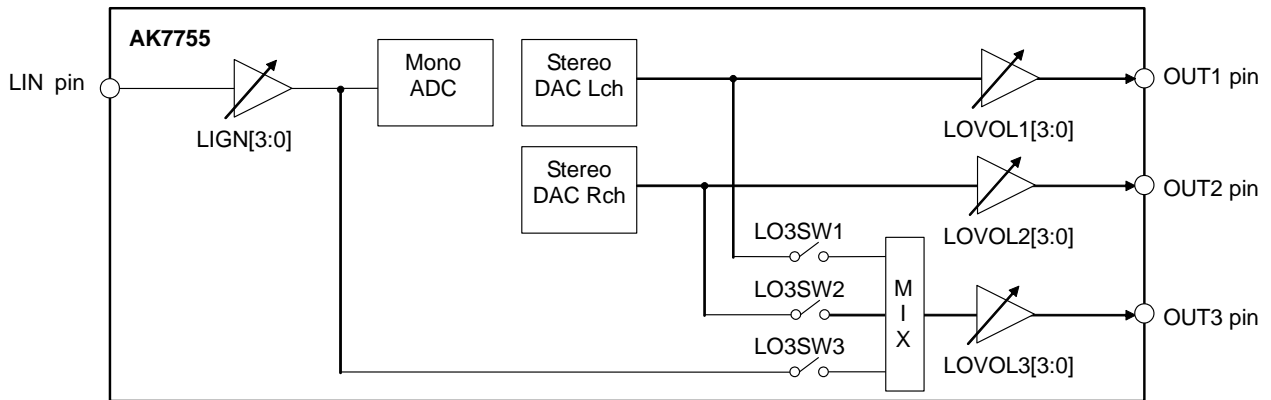 AK7755
LIN pin
LIGN[3:0]
Mono
ADC
Stereo
DAC Lch
LOVOL1[3:0]
OUT1 pin
Stereo
DAC Rch
LOVOL2[3:0]
OUT2 pin
LO3SW1
LO3SW2
LO3SW3
M
I
X
LOVOL3[3:0]
OUT3 pin